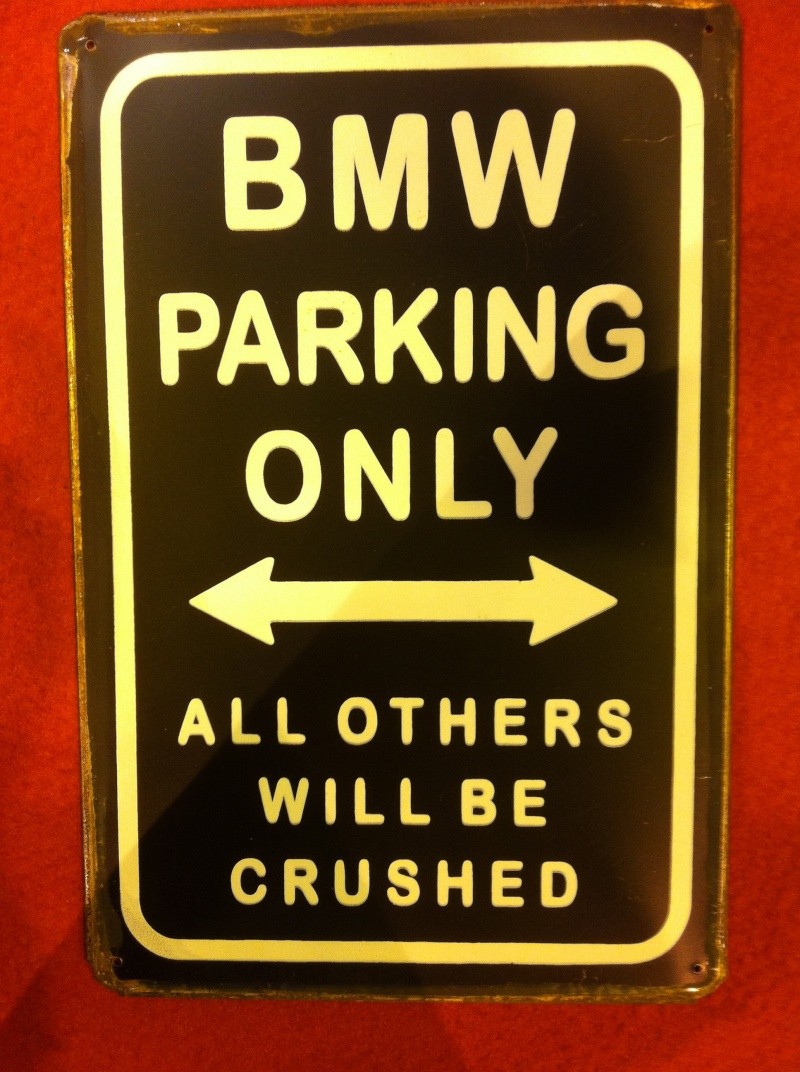 BMW
PARKING
ONLY
ALL OTHERS
WILL BE
CRUSHED